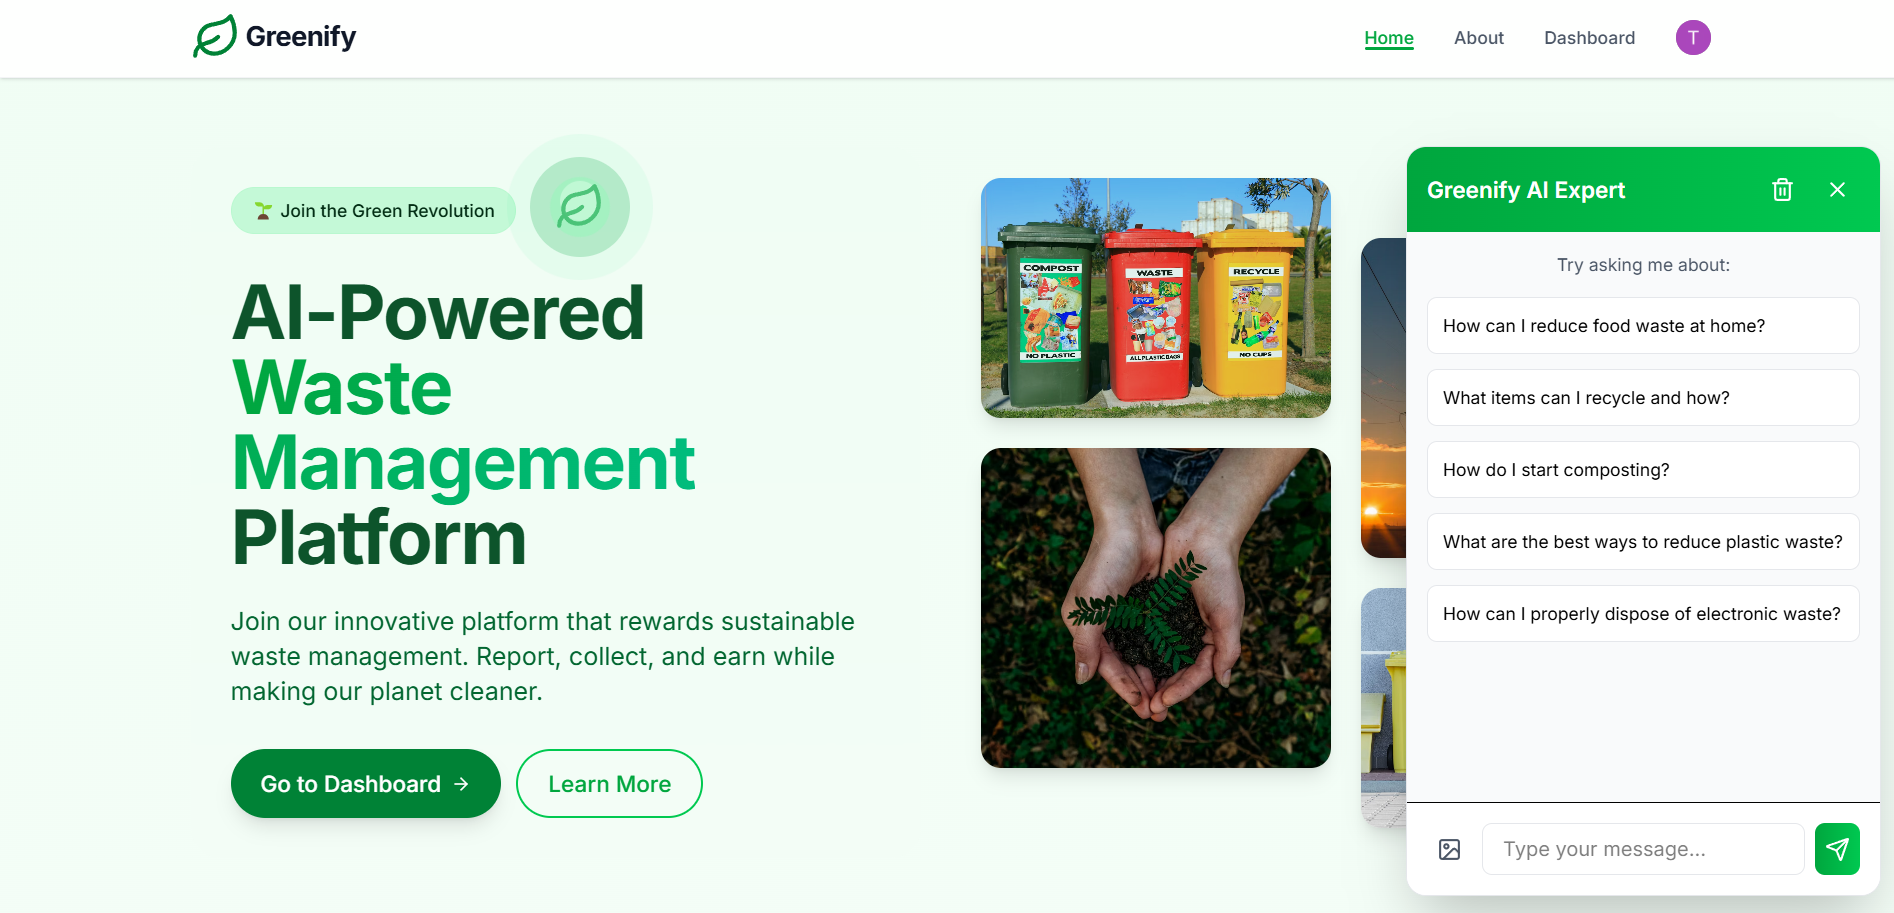 Greenify
Home
About
Dashboard
T
Join the Green Revolution
AI-Powered
Waste
Management
Platform
Join our innovative platform that rewards sustainable
waste management. Report, collect, and earn while
making our planet cleaner.
Go to Dashboard
Learn More
COMPOST
NO PLASTIC
WASTE
ALL PLASTIC BAGS
RECYCLE
NO CUPS
Greenify AI Expert
Try asking me about:
How can I reduce food waste at home?
What items can I recycle and how?
How do I start composting?
What are the best ways to reduce plastic waste?
How can I properly dispose of electronic waste?
Type your message...